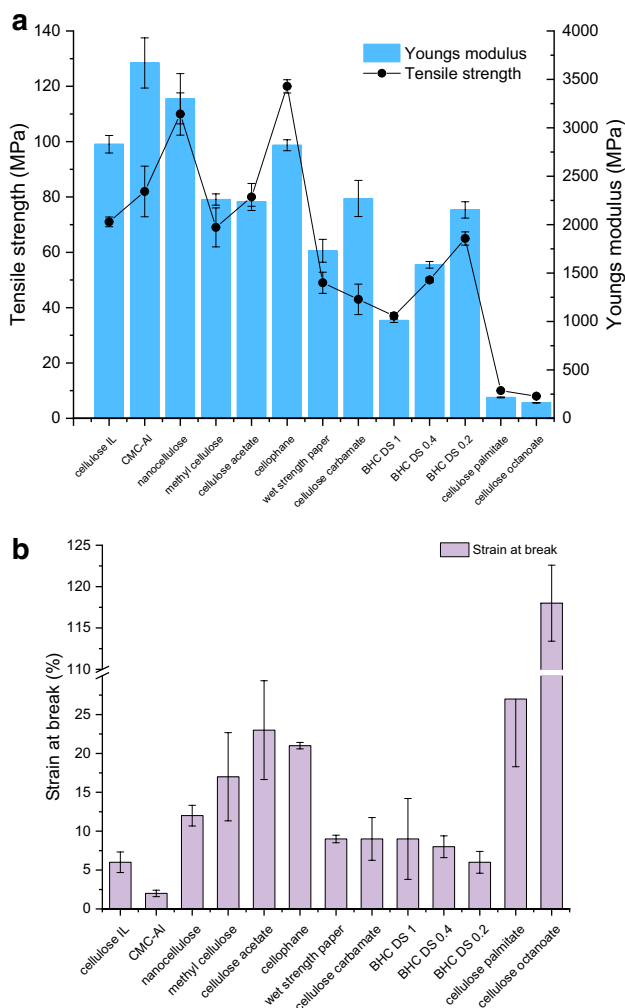 a
Youngs modulus
Tensile strength
Tensile strength (MPa)
140
120
100
80
60
40
20
0
Youngs modulus (MPa)
4000
3500
3000
2500
2000
1500
1000
500
0
cellulose IL
CMC-Al
nanocellulose
methyl cellulose
cellulose acetate
cellophane
wet strength paper
cellulose carbamate
BHC DS 1
BHC DS 0.4
BHC DS 0.2
cellulose palmitate
cellulose octanoate
b
Strain at break
Strain at break (%)
125
120
115
110
25
20
15
10
5
0
cellulose IL
CMC-Al
nanocellulose
methyl cellulose
cellulose acetate
cellophane
wet strength paper
cellulose carbamate
BHC DS 1
BHC DS 0.4
BHC DS 0.2
cellulose palmitate
cellulose octanoate